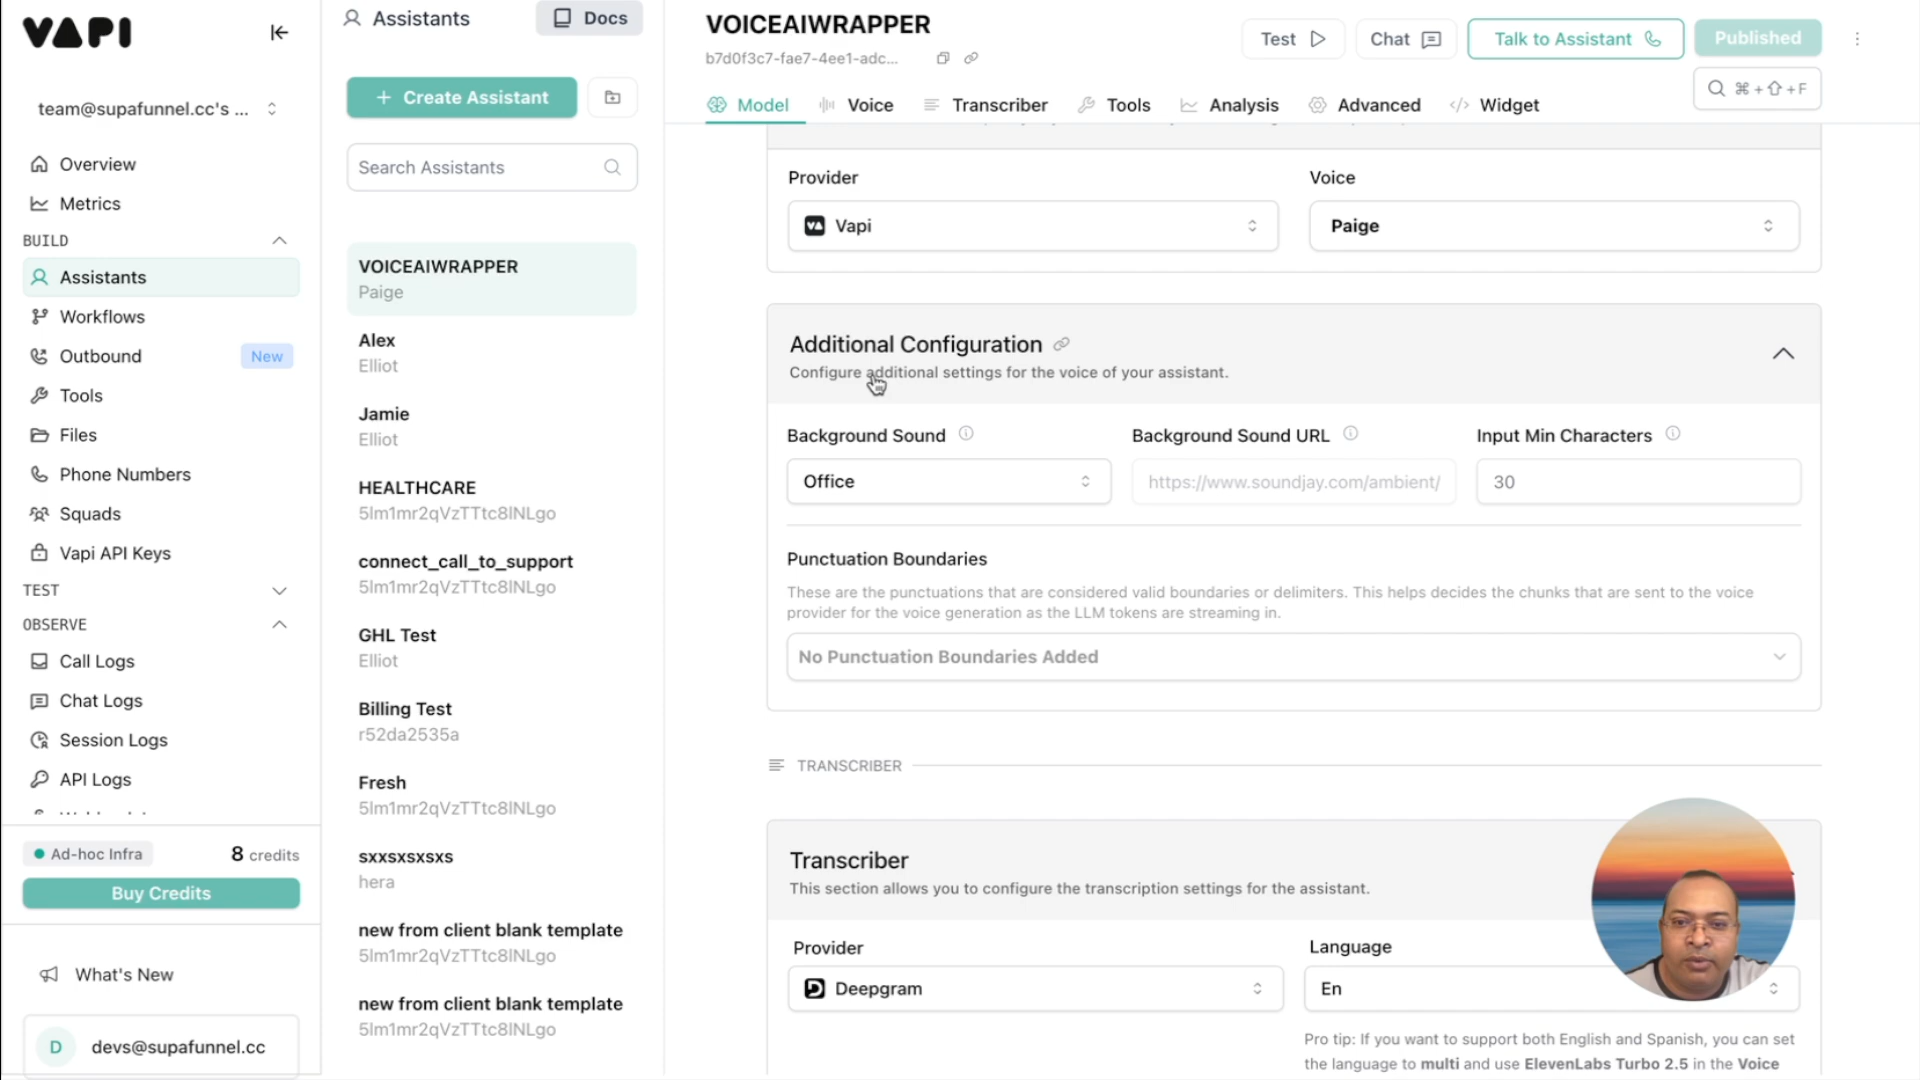 VAPI
team@supafunnel.cc's ...
Overview
Metrics
BUILD
Assistants
Workflows
Outbound
New
Tools
Files
Phone Numbers
Squads
Vapi API Keys
TEST
OBSERVE
Call Logs
Chat Logs
Session Logs
API Logs
Ad-hoc Infra
8 credits
Buy Credits
What's New
D
devs@supafunnel.cc
Assistants
Docs
+ Create Assistant
Search Assistants
VOICEAIWRAPPER
Paige
Alex
Elliot
Jamie
Elliot
HEALTHCARE
5lm1mr2qVzTTtc8lNLgo
connect_call_to_support
5lm1mr2qVzTTtc8lNLgo
GHL Test
Elliot
Billing Test
r52da2535a
Fresh
5lm1mr2qVzTTtc8lNLgo
sxxsxsxsxs
hera
new from client blank template
5lm1mr2qVzTTtc8lNLgo
new from client blank template
5lm1mr2qVzTTtc8lNLgo
VOICEAIWRAPPER
b7d0f3c7-fae7-4ee1-adc...
Test
Chat
Talk to Assistant
Published
⌘+⇧+F
Model
Voice
Transcriber
Tools
Analysis
Advanced
Widget
Provider
Voice
Vapi
Paige
Additional Configuration
Configure additional settings for the voice of your assistant.
Background Sound
Background Sound URL
Input Min Characters
Office
https://www.soundjay.com/ambient/
30
Punctuation Boundaries
These are the punctuations that are considered valid boundaries or delimiters. This helps decides the chunks that are sent to the voice
provider for the voice generation as the LLM tokens are streaming in.
No Punctuation Boundaries Added
TRANSCRIBER
Transcriber
This section allows you to configure the transcription settings for the assistant.
Provider
Language
Deepgram
En
Pro tip: If you want to support both English and Spanish, you can set
the language to multi and use ElevenLabs Turbo 2.5 in the Voice